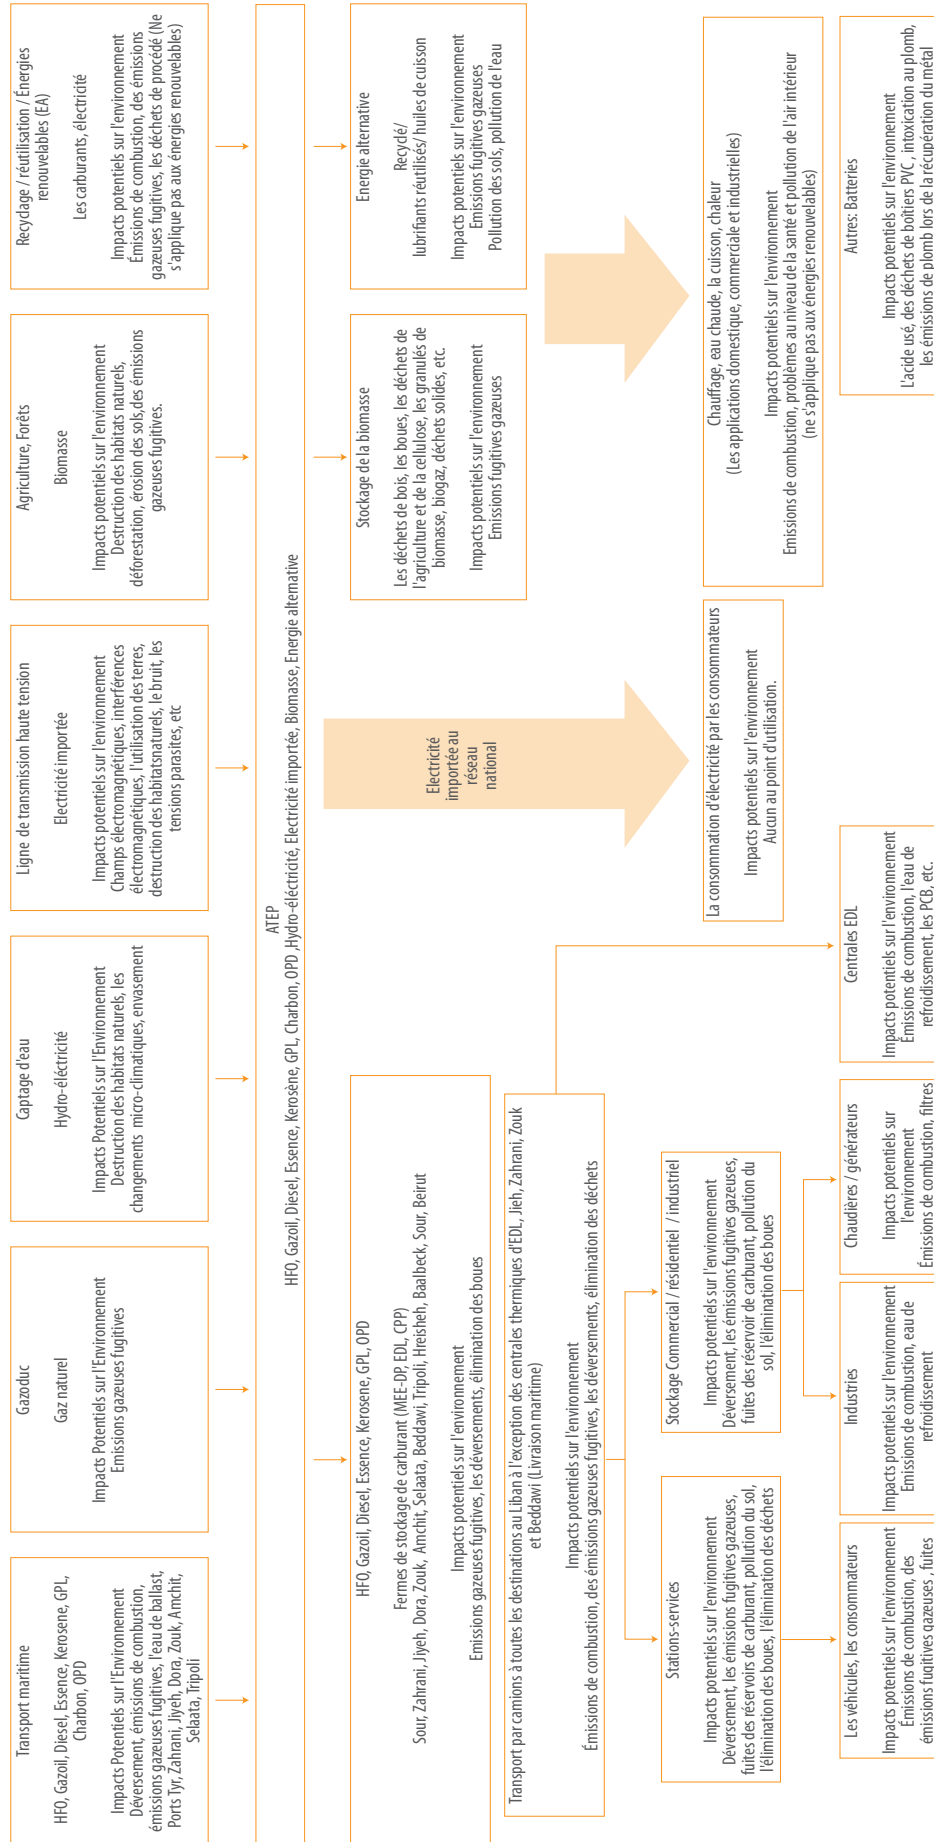 Transport maritime
HFO, Gazoil, Diesel, Essence, Kerosene, GPL,
Charbon, OPD
Impacts Potentiels sur l'Environnement
Déversement, émissions de combustion,
émissions gazeuses fugitives, l'eau de ballast,
Ports Tyr, Zahrani, Jiyeh, Dora, Zouk, Amchit,
Selaata, Tripoli
Gazoduc
Gaz naturel
Impacts Potentiels sur l'Environnement
Emissions gazeuses fugitives
Captage d'eau
Hydro-éléctricité
Impacts Potentiels sur l'Environnement
Destruction des habitats naturels, les
changements micro-climatiques, envasement
Ligne de transmission haute tension
Electricité importée
Impacts potentiels sur l'environnement
Champs électromagnétiques, interférences
électromagnétiques, l'utilisation des terres,
destruction des habitatsnaturels, le bruit, les
tensions parasites, etc
Agriculture, Forêts
Biomasse
Impacts potentiels sur l'environnement
Destruction des habitats naturels,
déforestation, érosion des sols,des émissions
gazeuses fugitives.
Recyclage / réutilisation / Énergies
renouvelables (EA)
Les carburants, électricité
Impacts potentiels sur l'environnement
Émissions de combustion, des émissions
gazeuses fugitives, les déchets de procédé (Ne
s'applique pas aux énergies renouvelables)
ATEP
HFO, Gazoil, Diesel, Essence, Kerosène, GPL, Charbon, OPD ,Hydro-éléctricité, Electricité importée, Biomasse, Energie alternative
HFO, Gazoil, Diesel, Essence, Kerosene, GPL, OPD
Fermes de stockage de carburant (MEE-DP, EDL, CPP)
Sour, Zahrani, Jiyeh, Dora, Zouk, Amchit, Selaata, Beddawi, Tripoli, Hreisheh, Baalbeck, Sour, Beirut
Impacts potentiels sur l'environnement
Emissions gazeuses fugitives, les déversements, élimination des boues
Electricité
importée au
réseau
national
Stockage de la biomasse
Les déchets de bois, les boues, les déchets de
l'agriculture et de la cellulose, les granulés de
biomasse, biogaz, déchets solides, etc.
Impacts potentiels sur l'environnement
Emissions fugitives gazeuses
Energie alternative
Recyclé/
lubrifiants réutilisés/ huiles de cuisson
Impacts potentiels sur l'environnement
Emissions fugitives gazeuses
Pollution des sols, pollution de l'eau
Transport par camions à toutes les destinations au Liban à l'exception des centrales thermiques d'EDL, Jieh, Zahrani, Zouk
et Beddawi (Livraison maritime)
Impacts potentiels sur l'environnement
Émissions de combustion, des émissions gazeuses fugitives, les déversements, élimination des déchets
Stations-services
Impacts potentiels sur l'environnement
Déversement, les émissions fugitives gazeuses,
fuites des réservoirs de carburant, pollution du sol,
l'élimination des boues, l'élimination des déchets
Stockage Commercial / résidentiel / industriel
Impacts potentiels sur l'environnement
Déversement, les émissions fugitives gazeuses,
fuites des réservoir de carburant, pollution du
sol, l'élimination des boues
La consommation d'électricité par les consommateurs
Impacts potentiels sur l'environnement
Aucun au point d'utilisation.
Chauffage, eau chaude, la cuisson, chaleur
(Les applications domestique, commerciale et industrielles)
Impacts potentiels sur l'environnement
Emissions de combustion, problèmes au niveau de la santé et pollution de l'air intérieur
(ne s'applique pas aux énergies renouvelables)
Les véhicules, les consommateurs
Impacts potentiels sur l'environnement
Émissions de combustion, des
émissions fugitives gazeuses , fuites
Industries
Impacts potentiels sur l'environnement
Emissions de combustion, eau de
refroidissement
Chaudières / générateurs
Impacts potentiels sur
l'environnement
Émissions de combustion, filtres
Centrales EDL
Impacts potentiels sur l'environnement
Émissions de combustion, l'eau de
refroidissement, les PCB, etc.
Autres: Batteries
Impacts potentiels sur l'environnement
L'acide usé, des déchets de boîtiers PVC , intoxication au plomb,
les émissions de plomb lors de la récupération du métal